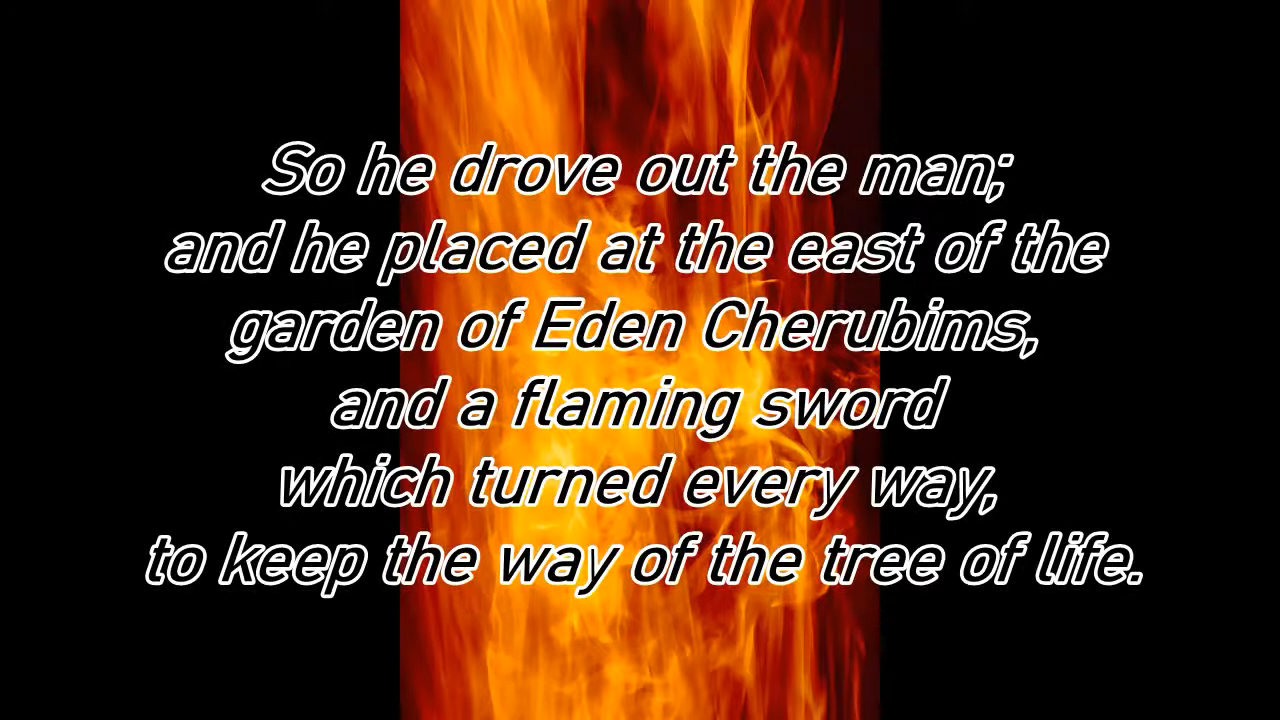 So he drove out the man;
and he placed at the east of the
garden of Eden Cherubims,
and a flaming sword
which turned every way,
to keep the way of the tree of life.